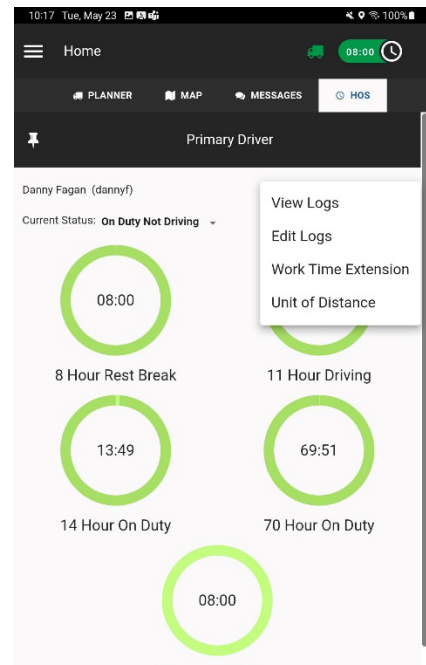 10:17 Tue, May 23 100%
Home 08:00
PLANNER MAP MESSAGES HOS
Primary Driver
Danny Fagan (dannyf)
Current Status: On Duty Not Driving
View Logs
Edit Logs
Work Time Extension
Unit of Distance
08:00
8 Hour Rest Break 11 Hour Driving
13:49 69:51
14 Hour On Duty 70 Hour On Duty
08:00